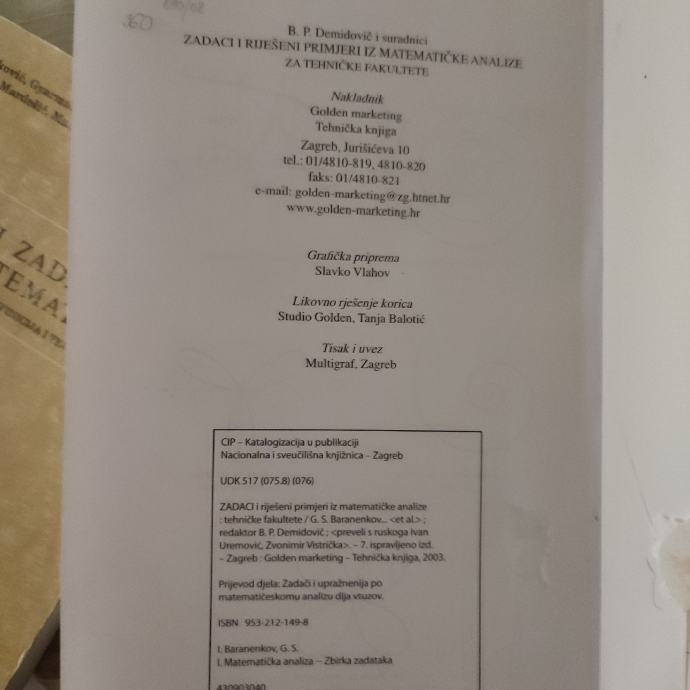 360
B. P. Demidovič i suradnici
ZADACI I RIJEŠENI PRIMJERI IZ MATEMATIČKE ANALIZE
ZA TEHNIČKE FAKULTETE
Nakladnik
Golden marketing
Tehnička knjiga
Zagreb, Jurišićeva 10
tel.: 01/4810-819, 4810-820
faks: 01/4810-821
e-mail: golden-marketing@zg.htnet.hr
www.golden-marketing.hr
Grafička priprema
Slavko Vlahov
Likovno rješenje korica
Studio Golden, Tanja Balotić
Tisak i uvez
Multigraf, Zagreb
CIP – Katalogizacija u publikaciji
Nacionalna i sveučilišna knjižnica – Zagreb
UDK 517 (075.8) (076)
ZADACI i riješeni primjeri iz matematičke analize
: tehničke fakultete / G. S. Baranenkov... <et al.> ;
redaktor B. P. Demidovič ; <preveli s ruskoga Ivan
Uremović, Zvonimir Vistrička>. – 7. ispravljeno izd.
– Zagreb : Golden marketing – Tehnička knjiga, 2003.
Prijevod djela: Zadači i upražnenija po
matematičeskomu analizu dlja vtuzov.
ISBN 953-212-149-8
I. Baranenkov, G. S.
I. Matematička analiza -- Zbirka zadataka
430903040